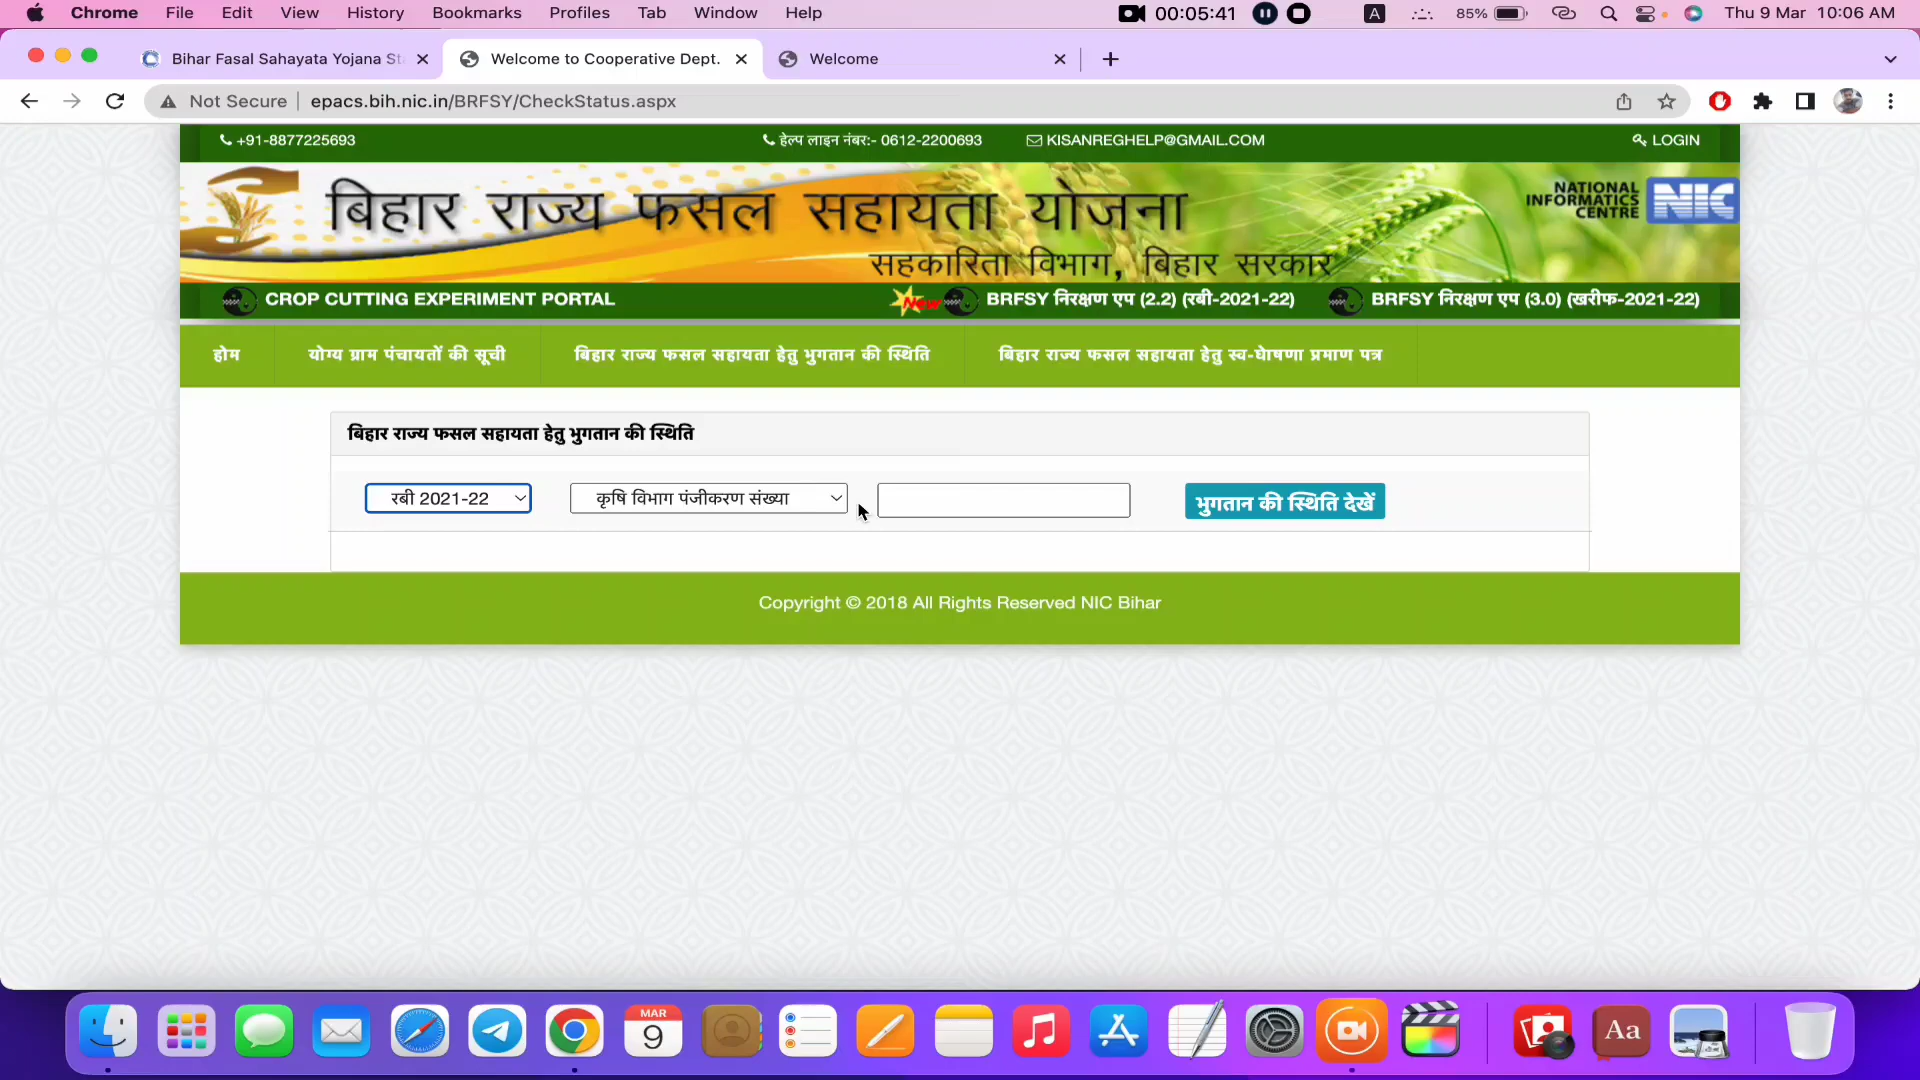 Chrome File Edit View History Bookmarks Profiles Tab Window Help 00:05:41 A 85% Thu 9 Mar 10:06 AM
Bihar Fasal Sahayata Yojana St Welcome to Cooperative Dept. Welcome
Not Secure epacs.bih.nic.in/BRFSY/CheckStatus.aspx
+91-8877225693 हेल्प लाइन नंबर:- 0612-2200693 KISANREGHELP@GMAIL.COM LOGIN
बिहार राज्य फसल सहायता योजना
NATIONAL INFORMATICS CENTRE NIC
सहकारिता विभाग, बिहार सरकार
CROP CUTTING EXPERIMENT PORTAL New BRFSY निरक्षण एप (2.2) (रबी-2021-22) BRFSY निरक्षण एप (3.0) (खरीफ-2021-22)
होम योग्य ग्राम पंचायतों की सूची बिहार राज्य फसल सहायता हेतु भुगतान की स्थिति बिहार राज्य फसल सहायता हेतु स्व-घोषणा प्रमाण पत्र
बिहार राज्य फसल सहायता हेतु भुगतान की स्थिति
रबी 2021-22 कृषि विभाग पंजीकरण संख्या भुगतान की स्थिति देखें
Copyright © 2018 All Rights Reserved NIC Bihar
MAR
9
Aa